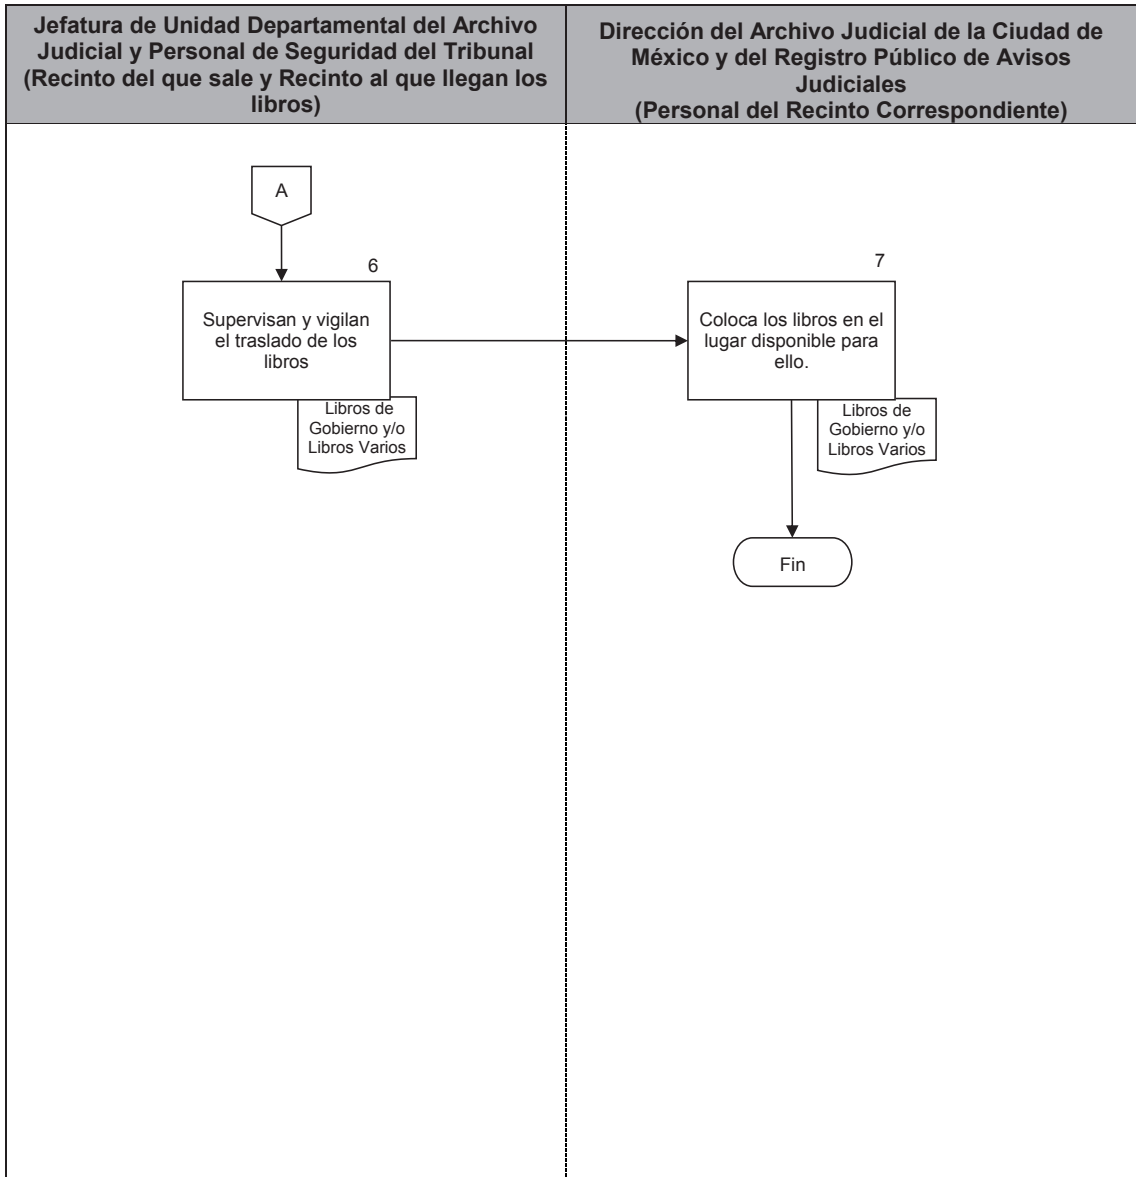 Jefatura de Unidad Departamental del Archivo
Judicial y Personal de Seguridad del Tribunal
(Recinto del que sale y Recinto al que llegan los
libros)
Dirección del Archivo Judicial de la Ciudad de
México y del Registro Público de Avisos
Judiciales
(Personal del Recinto Correspondiente)
A
6
Supervisan y vigilan
el traslado de los
libros
Libros de
Gobierno y/o
Libros Varios
7
Coloca los libros en el
lugar disponible para
ello.
Libros de
Gobierno y/o
Libros Varios
Fin